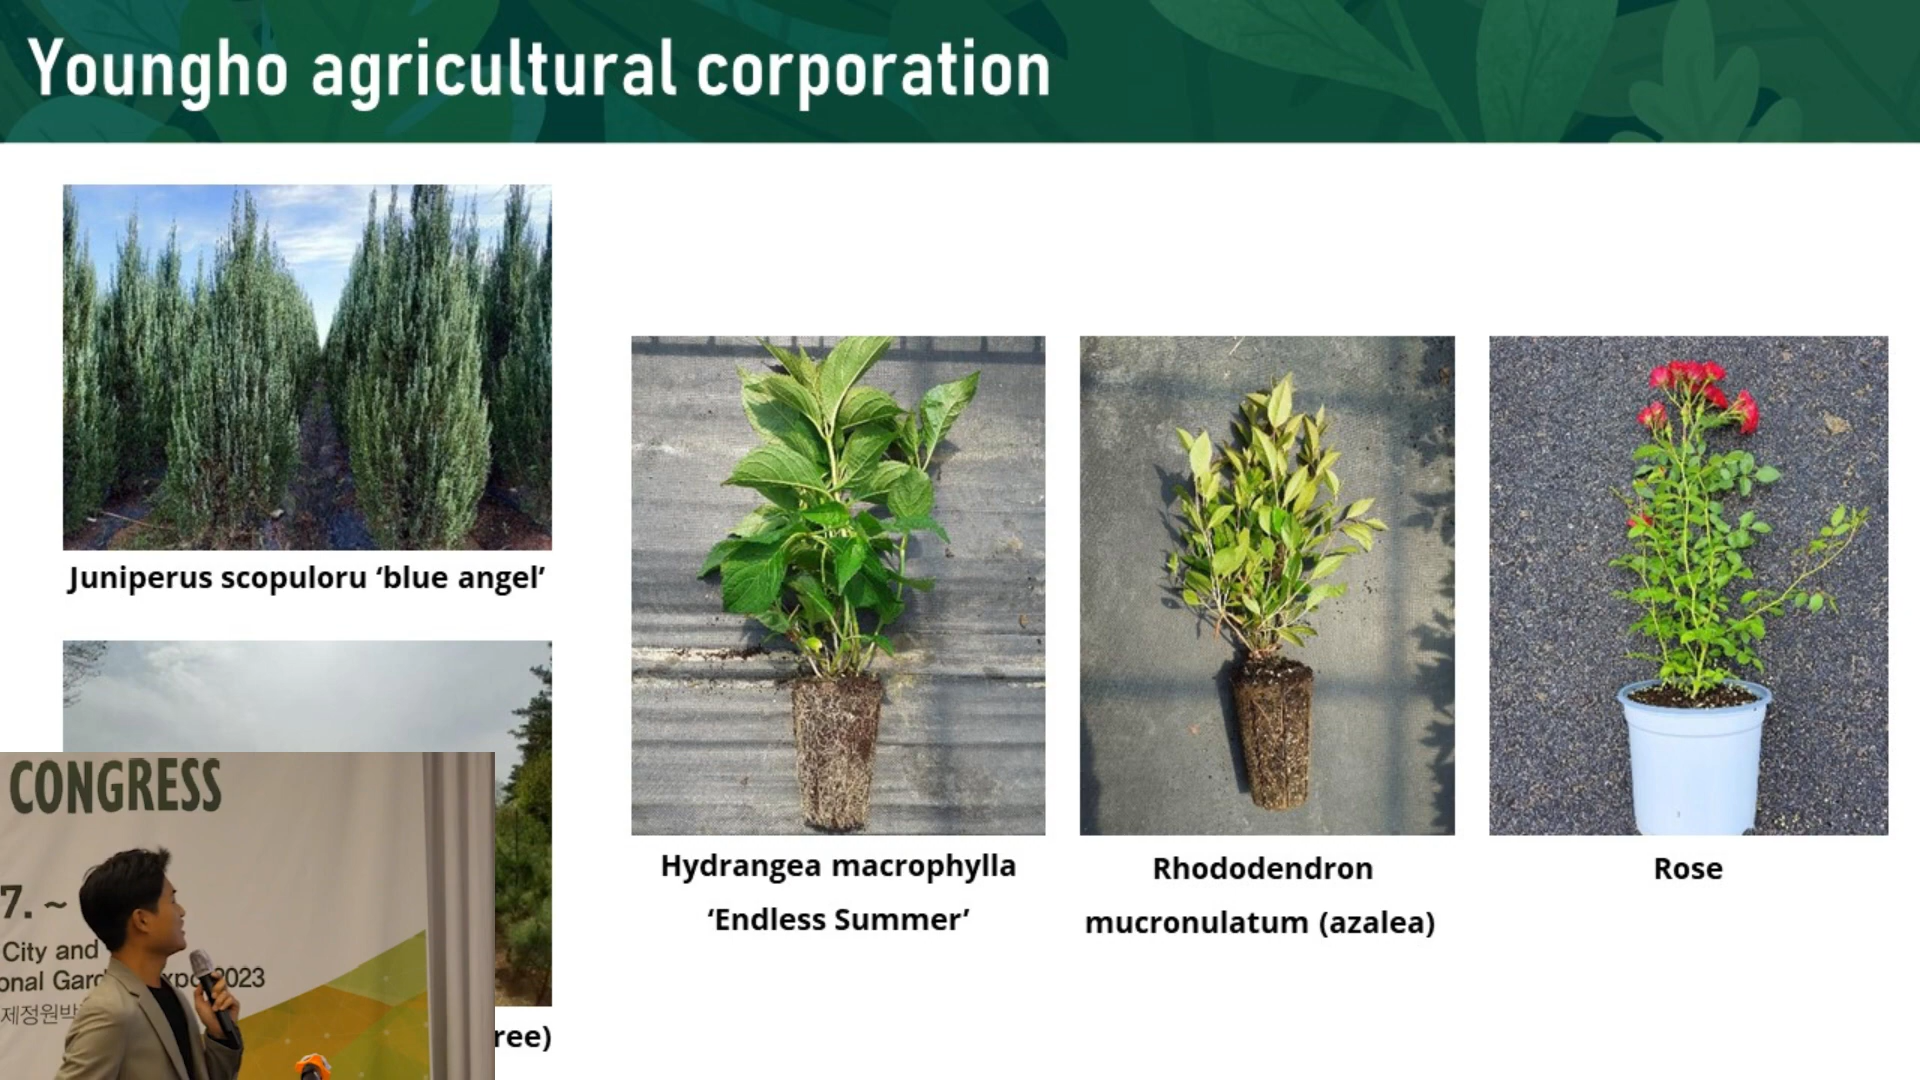 Youngho agricultural corporation
Juniperus scopuloru ‘blue angel’
Hydrangea macrophylla
‘Endless Summer’
Rhododendron
mucronulatum (azalea)
Rose
ree)
CONGRESS
7. ~
City and
onal Gard xpo 2023
제정원박